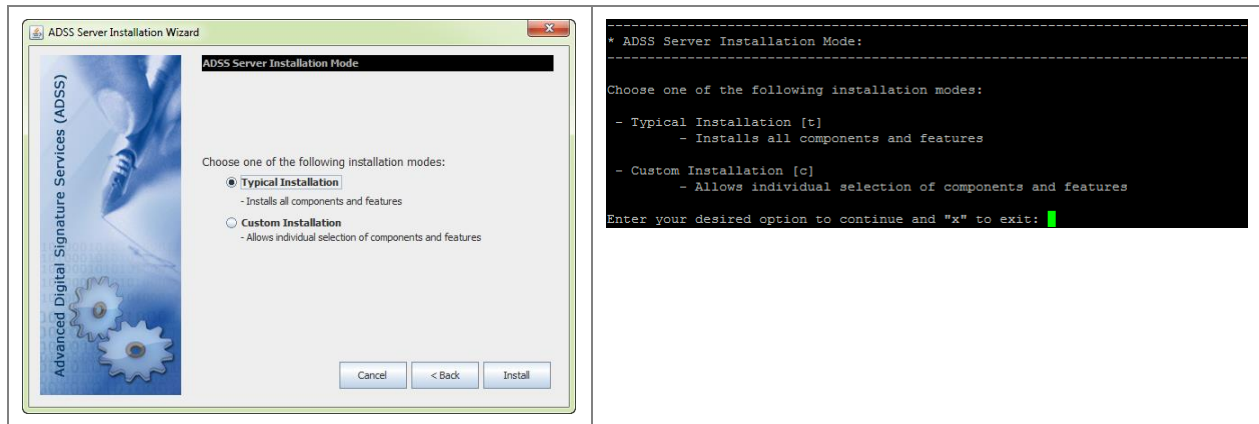 ADSS Server Installation Wizard
Advanced Digital Signature Services (ADSS)
ADSS Server Installation Mode
Choose one of the following installation modes:
Typical Installation
- Installs all components and features
Custom Installation
- Allows individual selection of components and features
Cancel
< Back
Install
* ADSS Server Installation Mode:
Choose one of the following installation modes:
- Typical Installation [t]
- Installs all components and features
- Custom Installation [c]
- Allows individual selection of components and features
Enter your desired option to continue and "x" to exit: